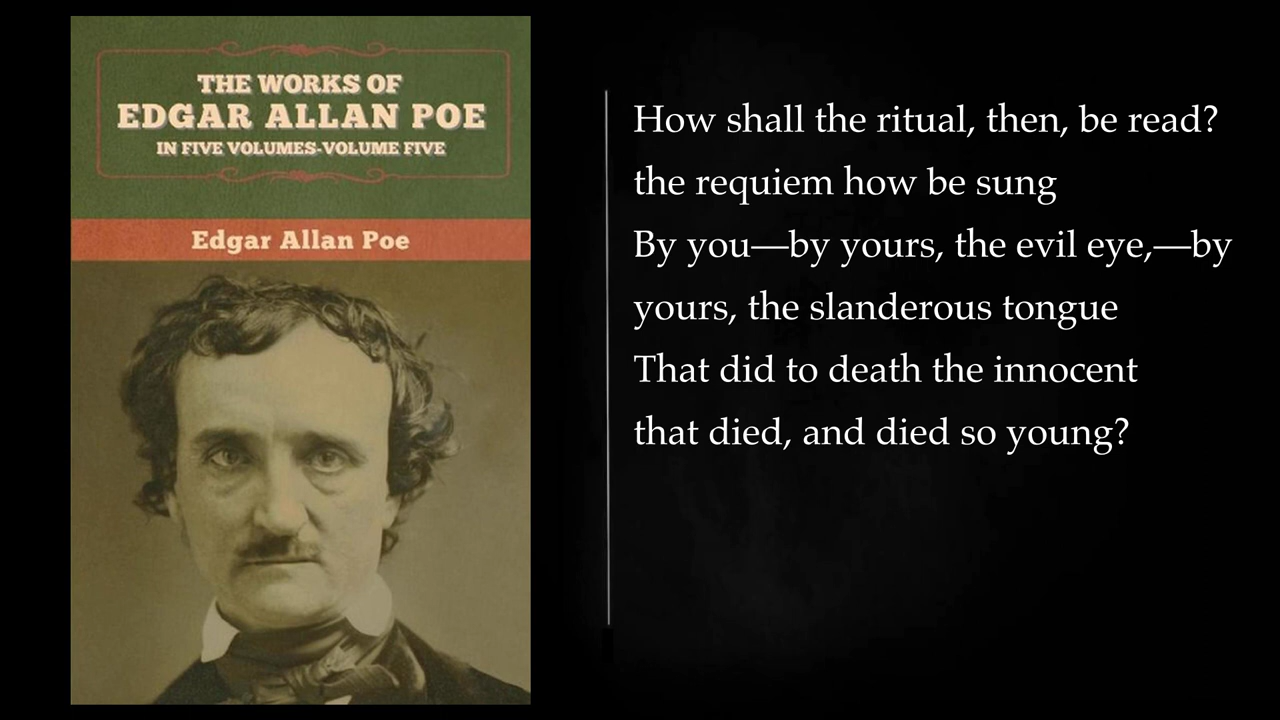 THE WORKS OF
EDGAR ALLAN POE
IN FIVE VOLUMES-VOLUME FIVE
Edgar Allan Poe
How shall the ritual, then, be read?
the requiem how be sung
By you—by yours, the evil eye,—by
yours, the slanderous tongue
That did to death the innocent
that died, and died so young?